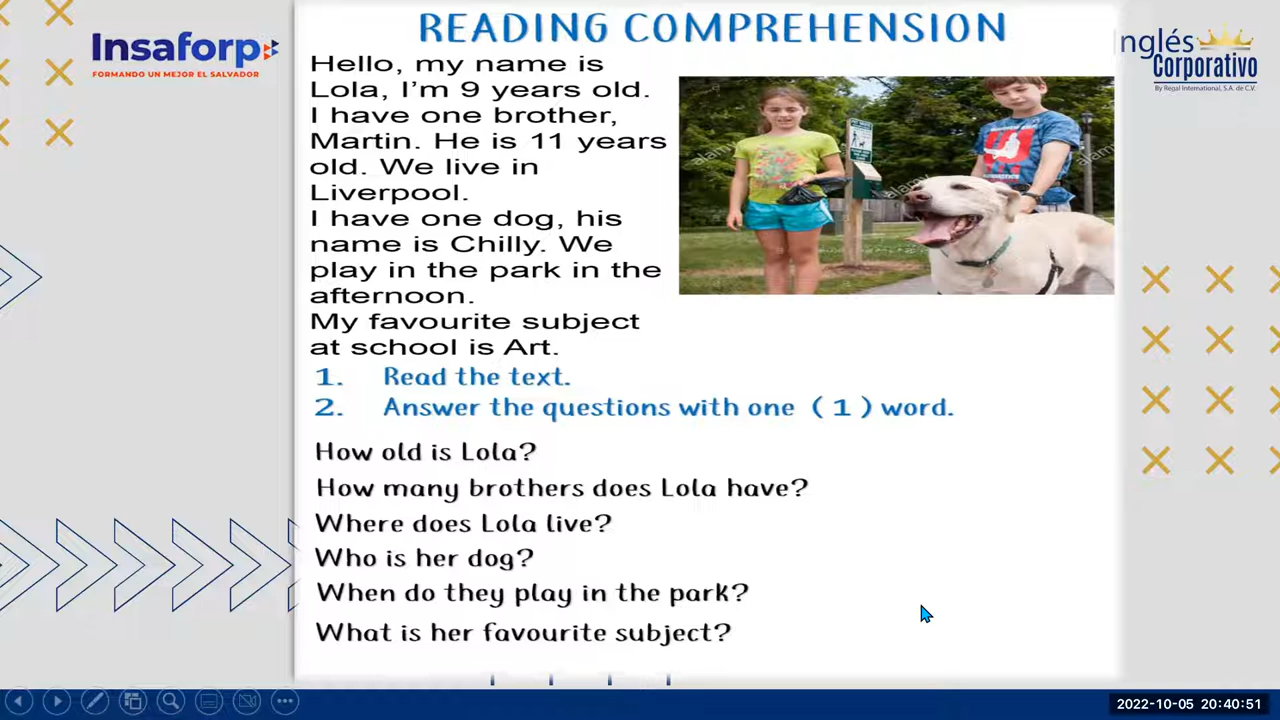 READING COMPREHENSION
Insaforp
FORMANDO UN MEJOR EL SALVADOR
nglés
Corporativo
By Regal International, S.A. de C.V.
Hello, my name is
Lola, I'm 9 years old.
I have one brother,
Martin. He is 11 years
old. We live in
Liverpool.
I have one dog, his
name is Chilly. We
play in the park in the
afternoon.
My favourite subject
at school is Art.
alamy
alamy
alamy
1. Read the text.
2. Answer the questions with one ( 1 ) word.
How old is Lola?
How many brothers does Lola have?
Where does Lola live?
Who is her dog?
When do they play in the park?
What is her favourite subject?
2022-10-05 20:40:51